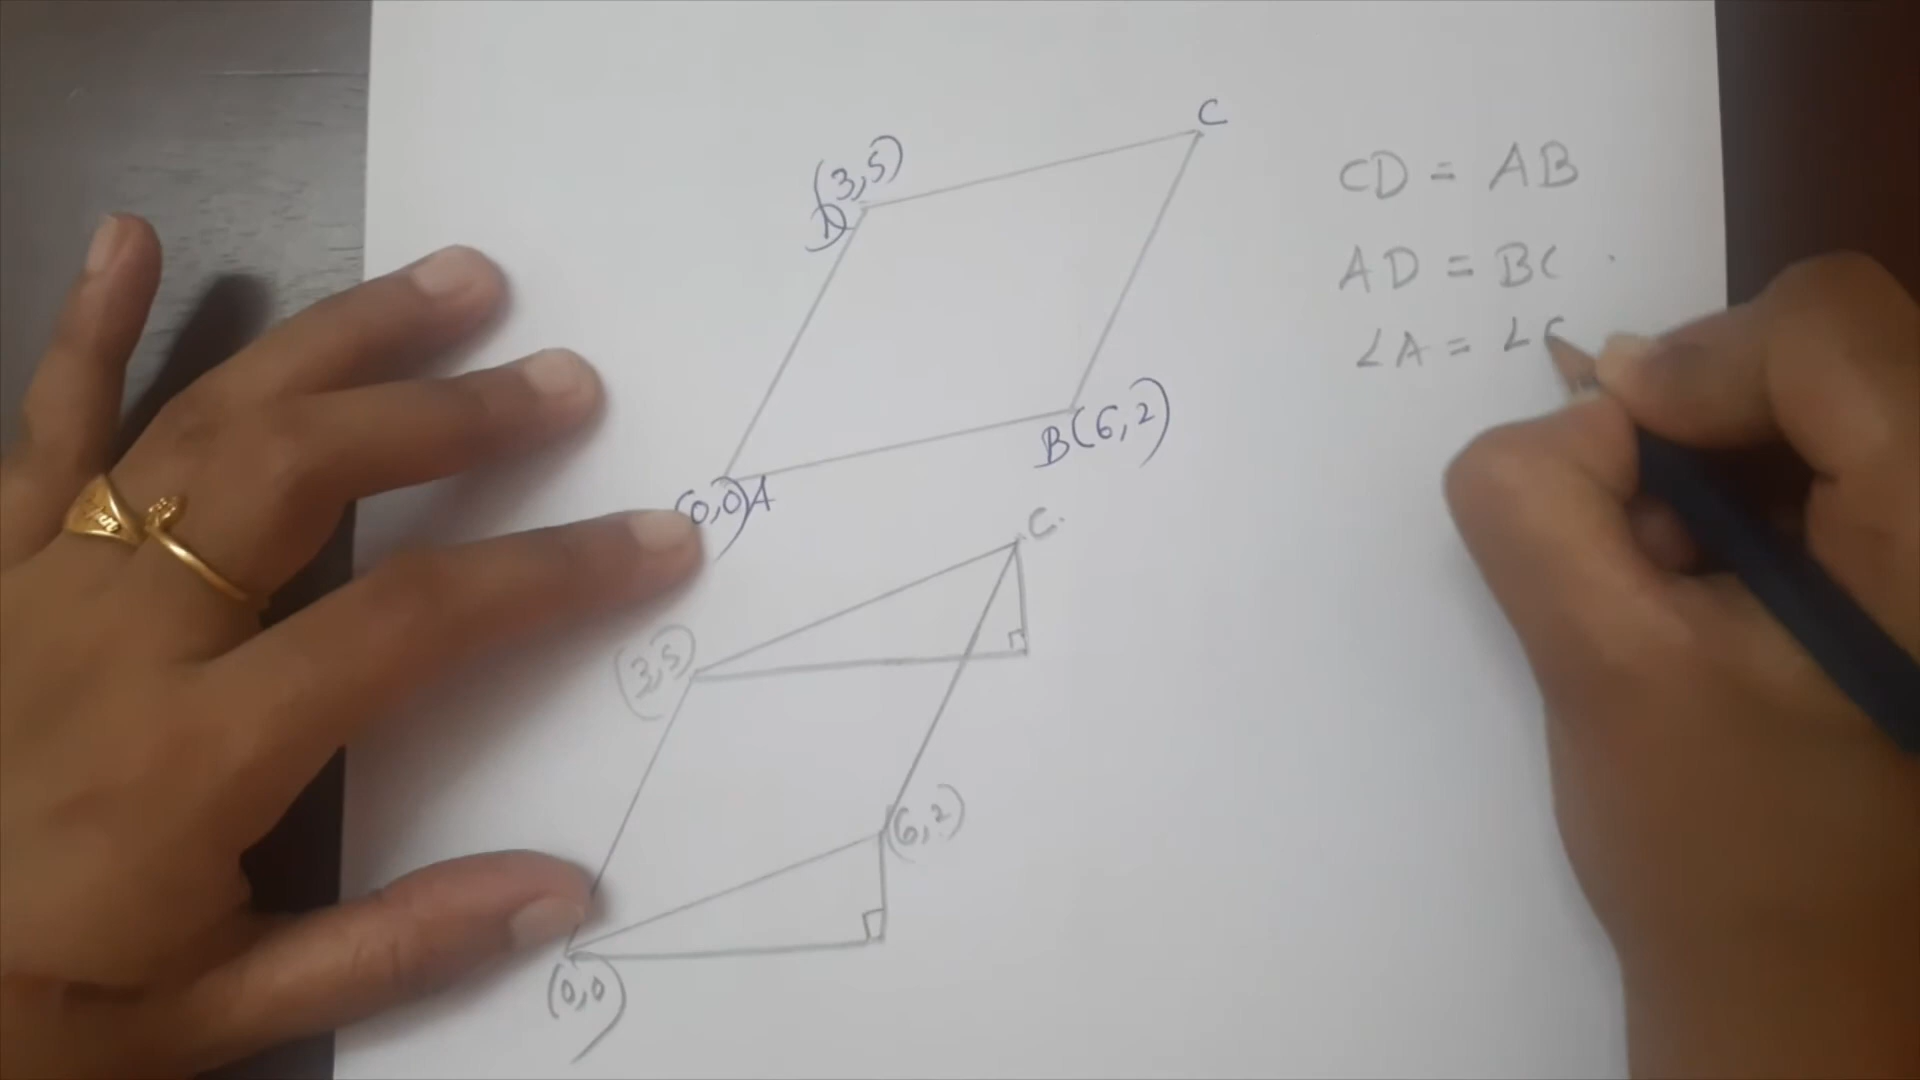 C
(3,5)
D
CD = AB
AD = BC
∠A = ∠C
B(6,2)
(0,0)A
C
(3,5)
(6,2)
(0,0)